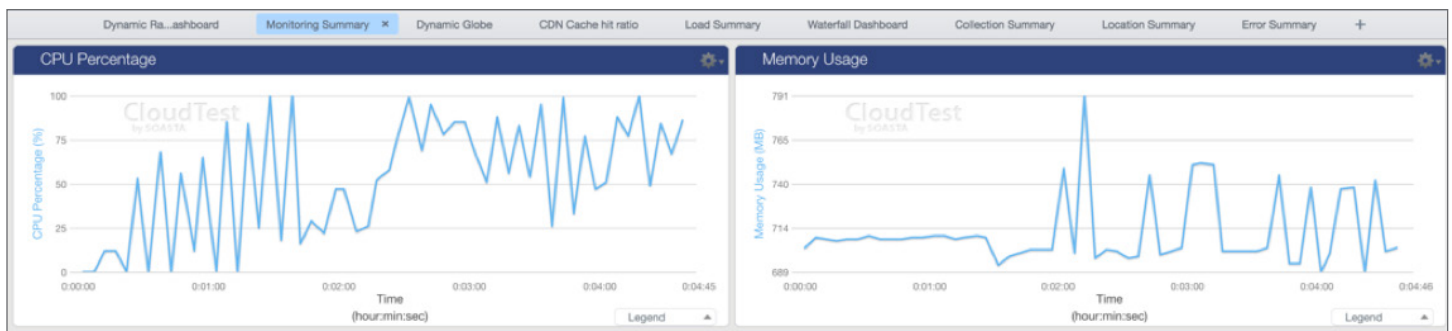 Dynamic Ra...ashboard Monitoring Summary × Dynamic Globe CDN Cache hit ratio Load Summary Waterfall Dashboard Collection Summary Location Summary Error Summary +
CPU Percentage
CloudTest
by SOASTA
CPU Percentage (%)
100
75
50
25
0
0:00:00 0:01:00 0:02:00 0:03:00 0:04:00 0:04:45
Time
(hour:min:sec)
Legend
Memory Usage
CloudTest
by SOASTA
Memory Usage (MB)
791
765
740
714
689
0:00:00 0:01:00 0:02:00 0:03:00 0:04:00 0:04:46
Time
(hour:min:sec)
Legend